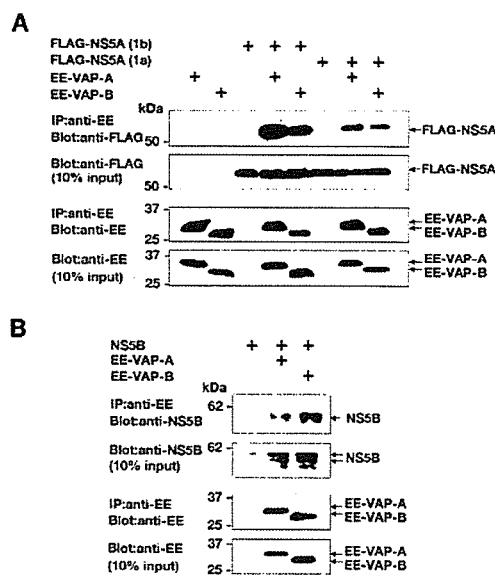 A
FLAG-NS5A (1b) + + +
FLAG-NS5A (1a) + + +
EE-VAP-A + + +
EE-VAP-B + + +
kDa
IP:anti-EE
Blot:anti-FLAG
50
FLAG-NS5A
Blot:anti-FLAG
(10% input)
50
FLAG-NS5A
IP:anti-EE
Blot:anti-EE
37
25
EE-VAP-A
EE-VAP-B
Blot:anti-EE
(10% input)
37
25
EE-VAP-A
EE-VAP-B
B
NS5B + + +
EE-VAP-A +
EE-VAP-B +
kDa
IP:anti-EE
Blot:anti-NS5B
62
NS5B
Blot:anti-NS5B
(10% input)
62
NS5B
IP:anti-EE
Blot:anti-EE
37
25
EE-VAP-A
EE-VAP-B
Blot:anti-EE
(10% input)
37
25
EE-VAP-A
EE-VAP-B